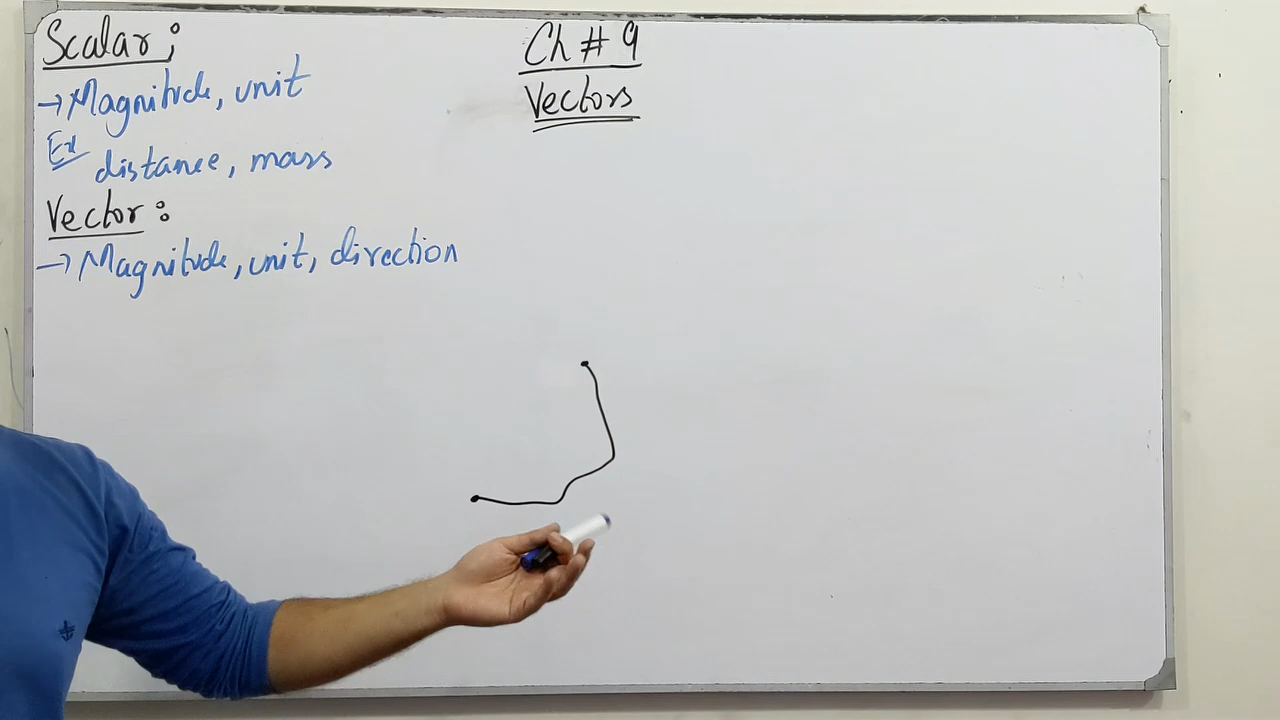 Scalar:
→ Magnitude, unit
Ex distance, mass
Vector:
→ Magnitude, unit, direction
Ch # 9
Vectors